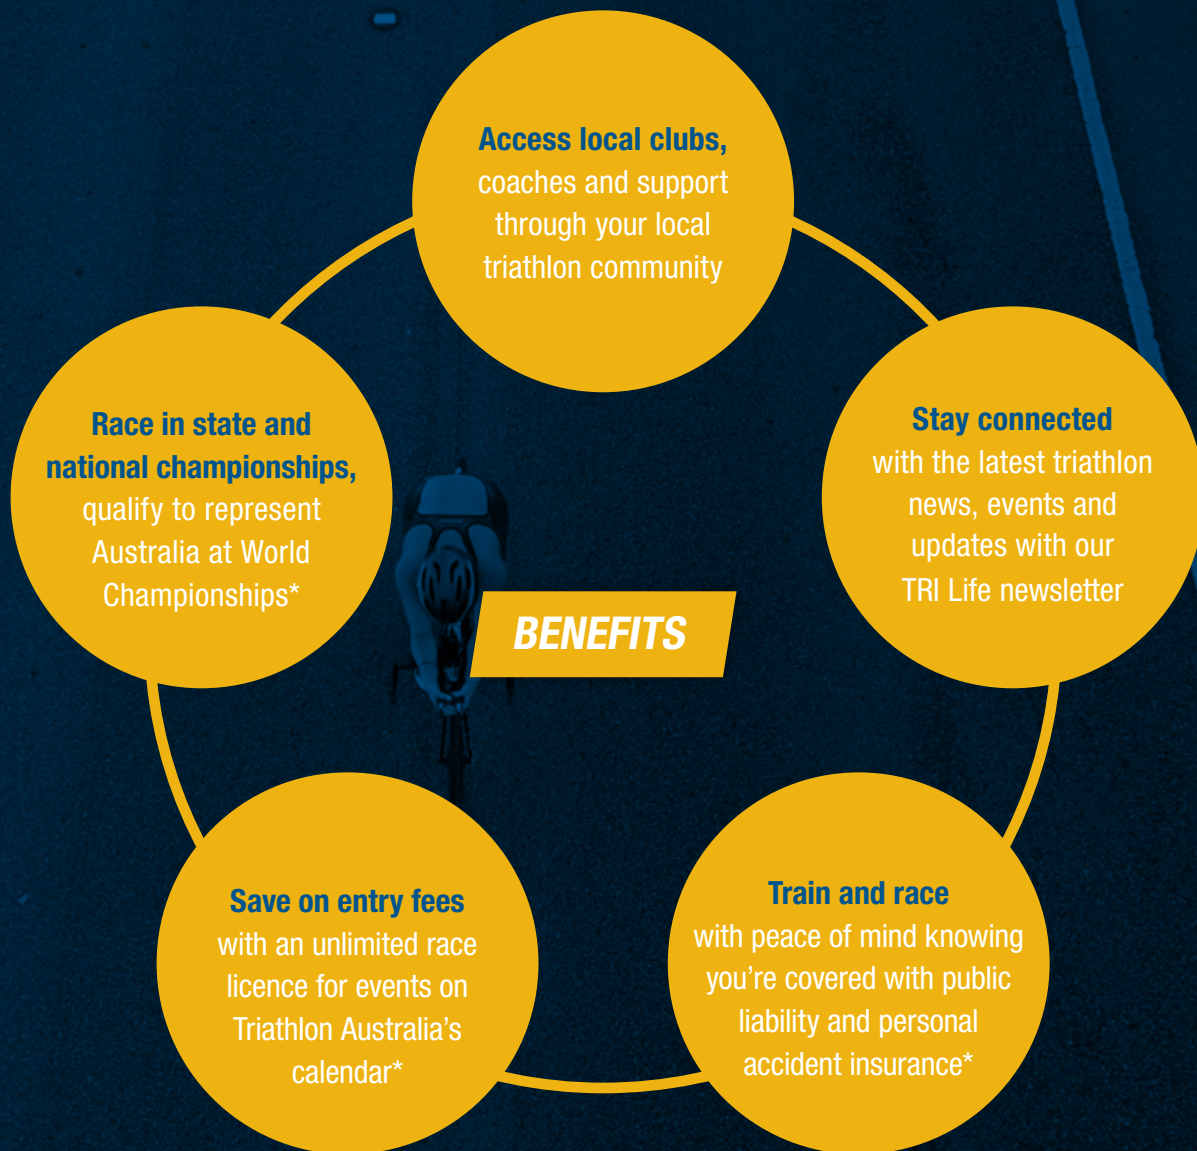 Access local clubs,
coaches and support
through your local
triathlon community
Race in state and
national championships,
qualify to represent
Australia at World
Championships*
Stay connected
with the latest triathlon
news, events and
updates with our
TRI Life newsletter
BENEFITS
Save on entry fees
with an unlimited race
licence for events on
Triathlon Australia’s
calendar*
Train and race
with peace of mind knowing
you’re covered with public
liability and personal
accident insurance*